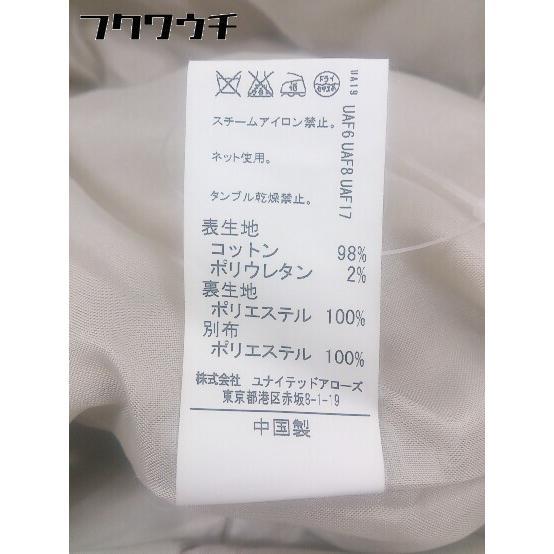 フクワウチ
スチームアイロン禁止。
ネット使用。
タンブル乾燥禁止。
UA19
UAF6 UAF8 UAF17
表生地
コットン 98%
ポリウレタン 2%
裏生地
ポリエステル 100%
別布
ポリエステル 100%
株式会社 ユナイテッドアローズ
東京都港区赤坂8-1-19
中国製